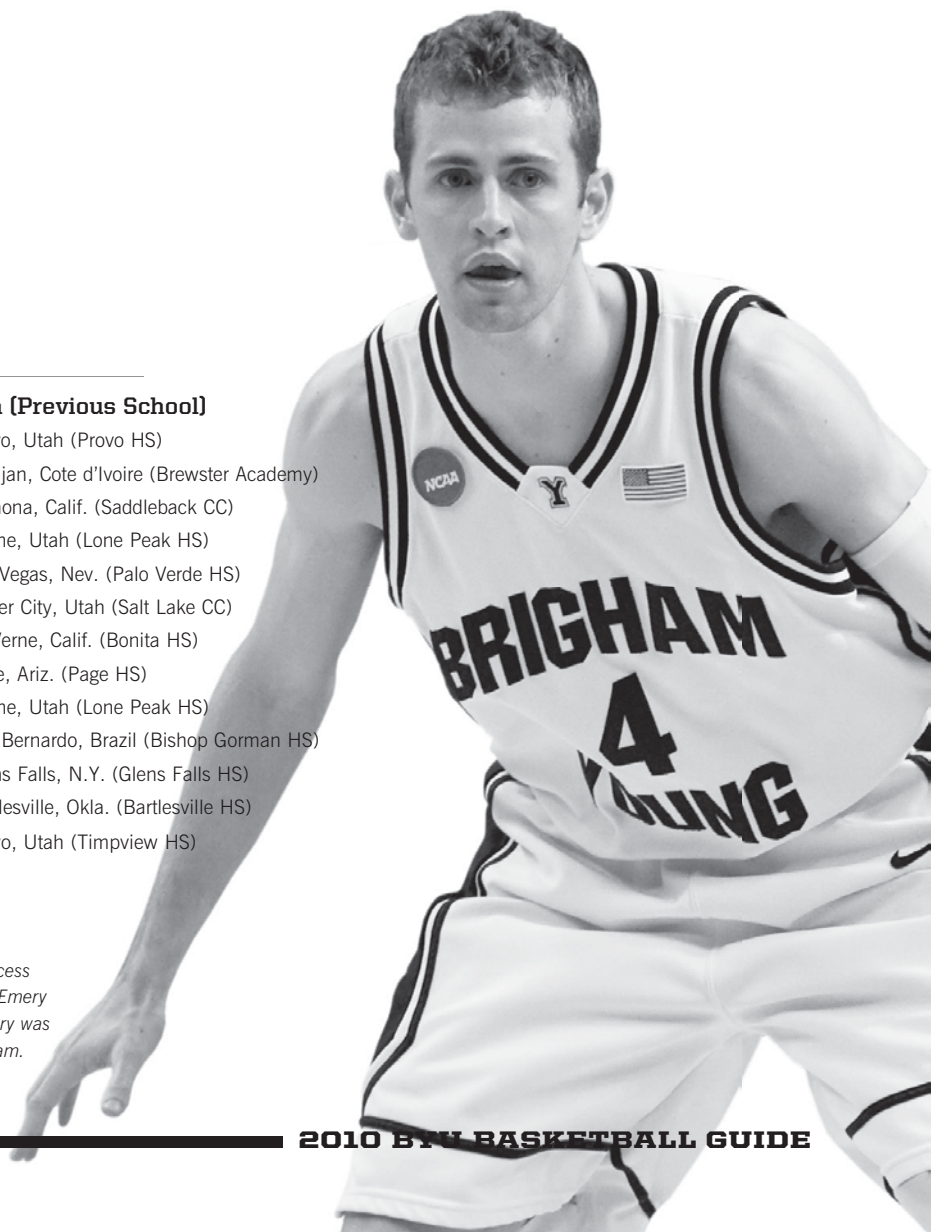 (Previous School)
o, Utah (Provo HS)
jan, Cote d'Ivoire (Brewster Academy)
ona, Calif. (Saddleback CC)
ne, Utah (Lone Peak HS)
Vegas, Nev. (Palo Verde HS)
er City, Utah (Salt Lake CC)
Verne, Calif. (Bonita HS)
e, Ariz. (Page HS)
ne, Utah (Lone Peak HS)
Bernardo, Brazil (Bishop Gorman HS)
s Falls, N.Y. (Glens Falls HS)
lesville, Okla. (Bartlesville HS)
o, Utah (Timpview HS)
NCAA
Y
BRIGHAM
4
YOUNG
cess
Emery
ry was
am.
2010 BYU BASKETBALL GUIDE